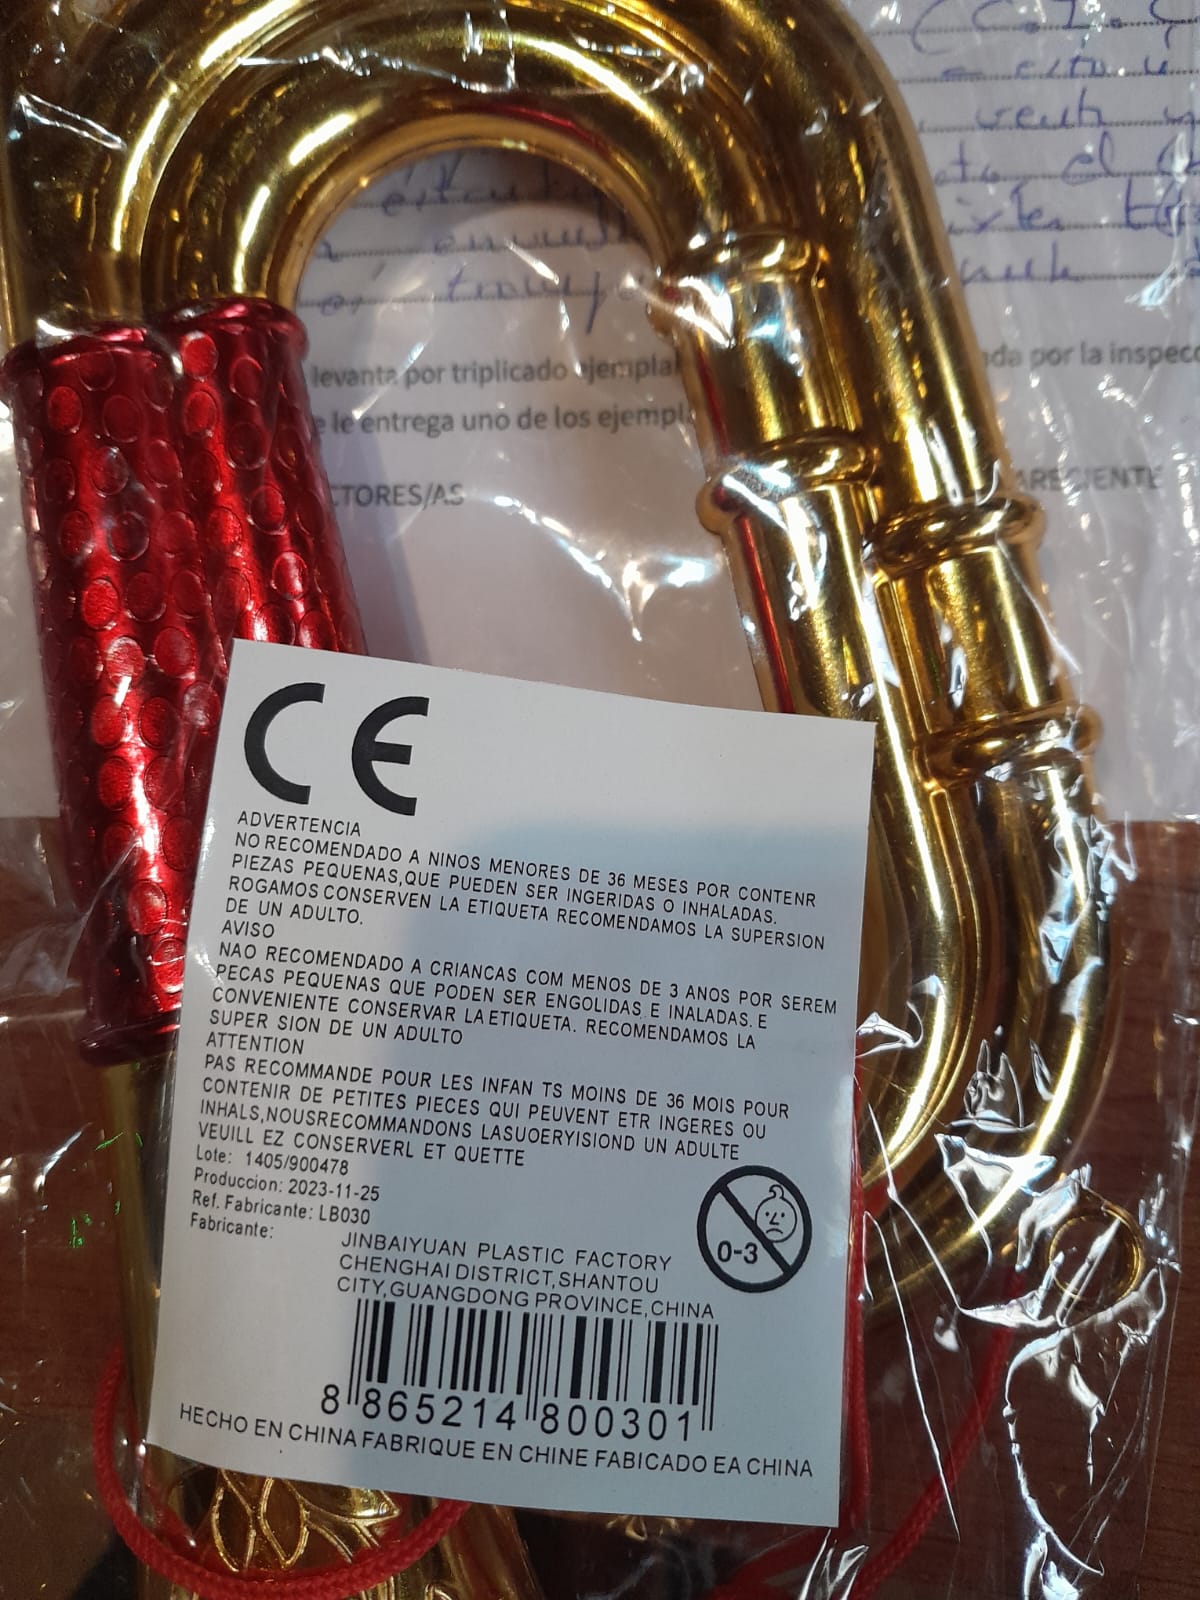 levanta por triplicado ejemplar
da por la inspec
le entrega uno de los ejempla
CTORES/AS
ARECIENTE
CE
ADVERTENCIA
NO RECOMENDADO A NINOS MENORES DE 36 MESES POR CONTENR
PIEZAS PEQUENAS,QUE PUEDEN SER INGERIDAS O INHALADAS.
ROGAMOS CONSERVEN LA ETIQUETA RECOMENDAMOS LA SUPERSION
DE UN ADULTO.
AVISO
NAO RECOMENDADO A CRIANCAS COM MENOS DE 3 ANOS POR SEREM
PECAS PEQUENAS QUE PODEN SER ENGOLIDAS E INALADAS. E
CONVENIENTE CONSERVAR LA ETIQUETA. RECOMENDAMOS LA
SUPER SION DE UN ADULTO
ATTENTION
PAS RECOMMANDE POUR LES INFAN TS MOINS DE 36 MOIS POUR
CONTENIR DE PETITES PIECES QUI PEUVENT ETR INGERES OU
INHALS,NOUSRECOMMANDONS LASUOERYISIOND UN ADULTE
VEUILL EZ CONSERVERL ET QUETTE
Lote: 1405/900478
Produccion: 2023-11-25
Ref. Fabricante: LB030
Fabricante:
JINBAIYUAN PLASTIC FACTORY
CHENGHAI DISTRICT,SHANTOU
CITY,GUANGDONG PROVINCE,CHINA
0-3
8 865214 800301
HECHO EN CHINA FABRIQUE EN CHINE FABICADO EA CHINA